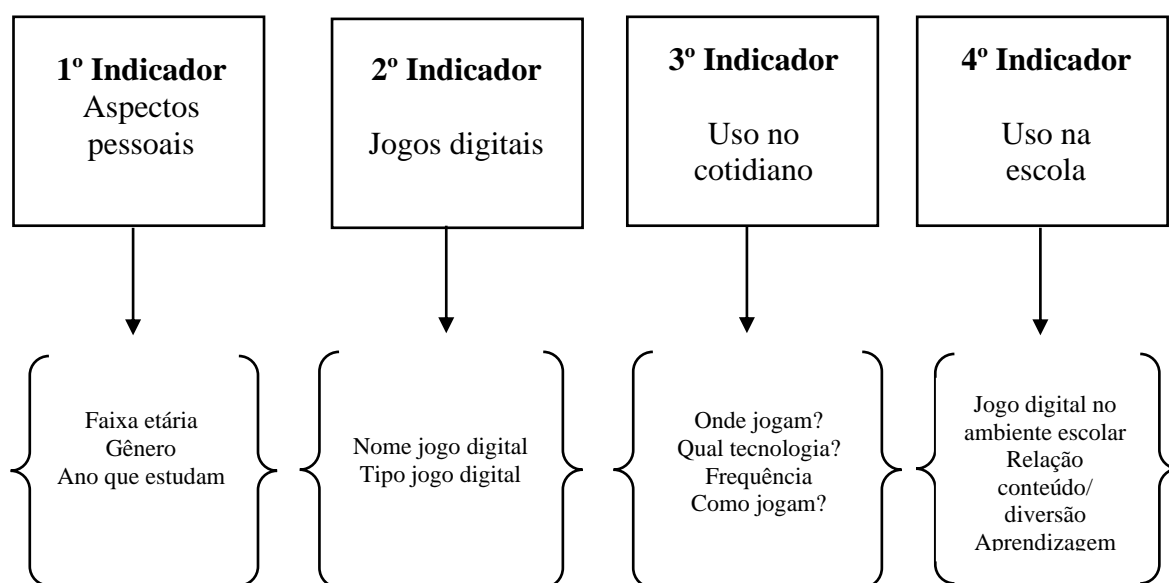 1º Indicador
Aspectos
pessoais
2º Indicador
Jogos digitais
3º Indicador
Uso no
cotidiano
4º Indicador
Uso na
escola
Faixa etária
Gênero
Ano que estudam
Nome jogo digital
Tipo jogo digital
Onde jogam?
Qual tecnologia?
Frequência
Como jogam?
Jogo digital no
ambiente escolar
Relação
conteúdo/
diversão
Aprendizagem